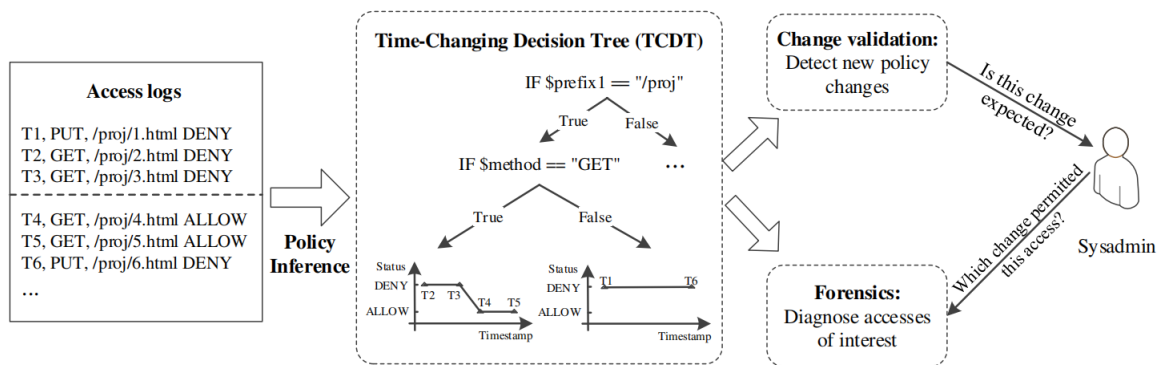 Access logs
T1, PUT, /proj/1.html DENY
T2, GET, /proj/2.html DENY
T3, GET, /proj/3.html DENY
T4, GET, /proj/4.html ALLOW
T5, GET, /proj/5.html ALLOW
T6, PUT, /proj/6.html DENY
...
Policy
Inference
Time-Changing Decision Tree (TCDT)
IF $prefix1 == "/proj"
True
False
IF $method == "GET"
...
True
False
Status
DENY
ALLOW
T2
T3
T4
T5
Timestamp
Status
DENY
ALLOW
T1
T6
Timestamp
Change validation:
Detect new policy
changes
Is this change
expected?
Sysadmin
Which change permitted
this access?
Forensics:
Diagnose accesses
of interest